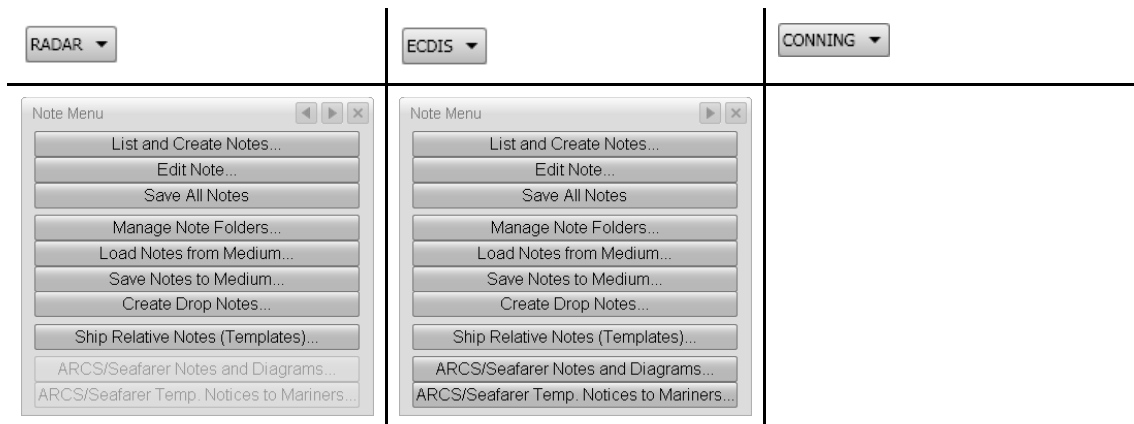 RADAR
ECDIS
CONNING
Note Menu
List and Create Notes...
Edit Note...
Save All Notes
Manage Note Folders...
Load Notes from Medium...
Save Notes to Medium...
Create Drop Notes...
Ship Relative Notes (Templates)...
ARCS/Seafarer Notes and Diagrams...
ARCS/Seafarer Temp. Notices to Mariners...
Note Menu
List and Create Notes...
Edit Note...
Save All Notes
Manage Note Folders...
Load Notes from Medium...
Save Notes to Medium...
Create Drop Notes...
Ship Relative Notes (Templates)...
ARCS/Seafarer Notes and Diagrams...
ARCS/Seafarer Temp. Notices to Mariners...